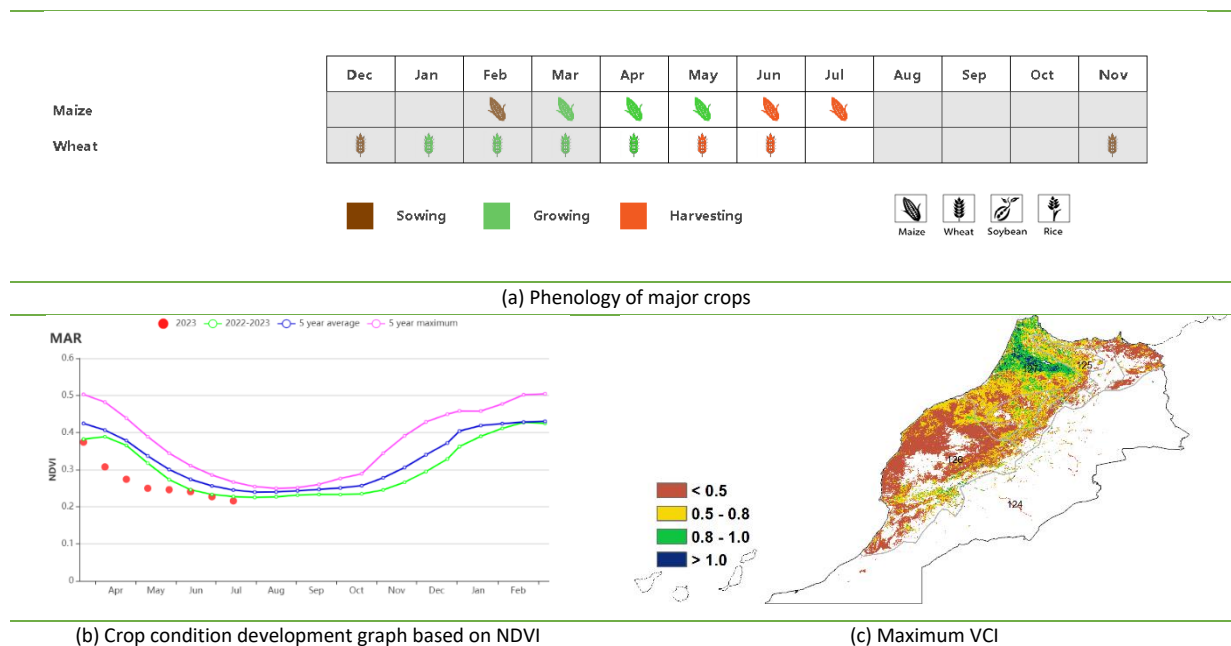 Dec Jan Feb Mar Apr May Jun Jul Aug Sep Oct Nov
Maize
Wheat
Sowing Growing Harvesting
Maize Wheat Soybean Rice
(a) Phenology of major crops
2023 2022-2023 5 year average 5 year maximum
MAR
0.6
0.5
0.4
0.3
0.2
0.1
0
NDVI
Apr May Jun Jul Aug Sep Oct Nov Dec Jan Feb
125
126
124
< 0.5
0.5 - 0.8
0.8 - 1.0
> 1.0
(b) Crop condition development graph based on NDVI
(c) Maximum VCI